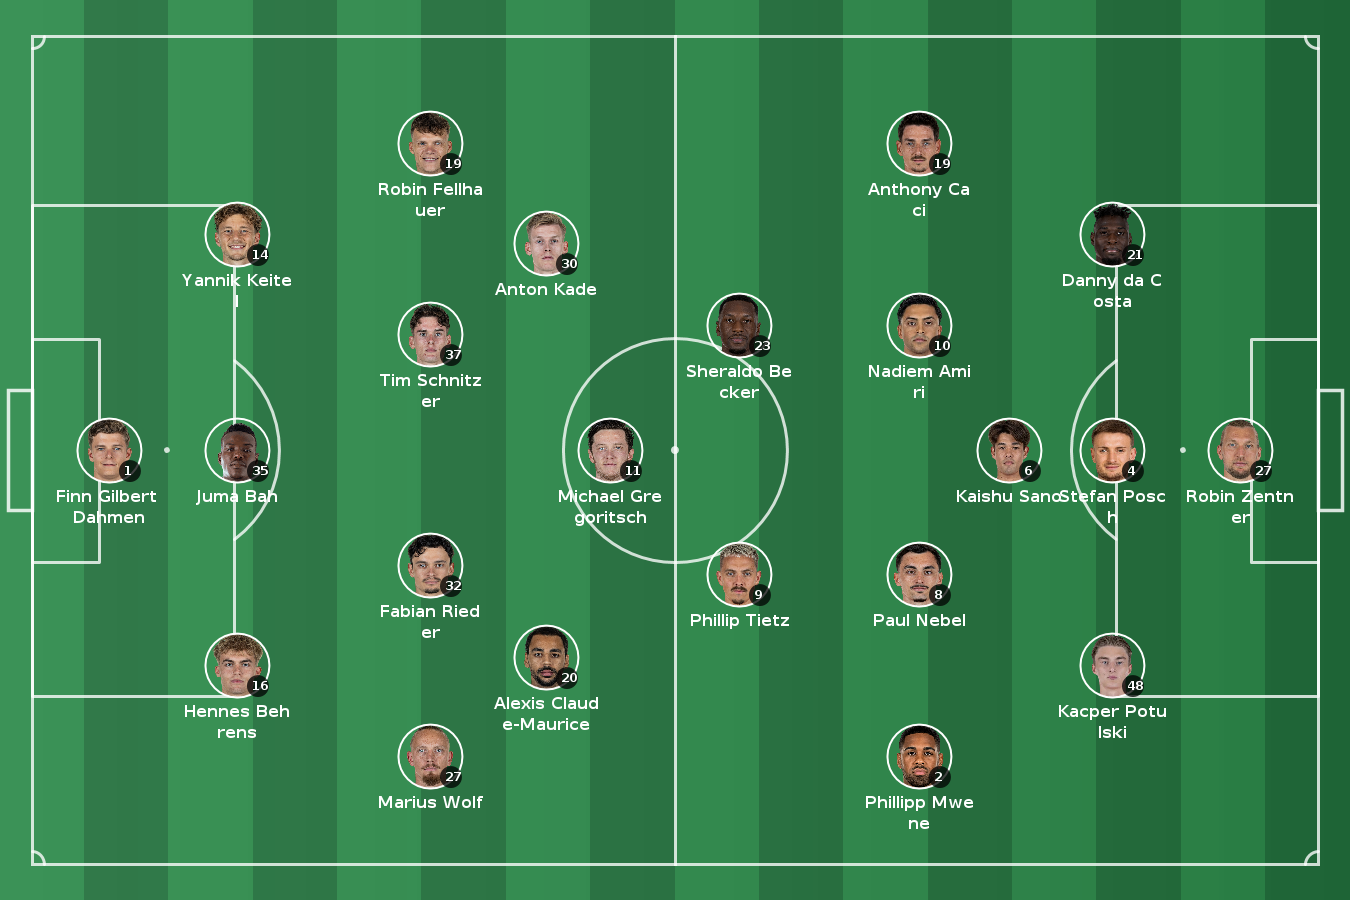 19
Robin Fellha
uer
19
Anthony Ca
ci
14
Yannik Keite
l
30
Anton Kade
21
Danny da C
osta
37
Tim Schnitz
er
23
Sheraldo Be
cker
10
Nadiem Ami
ri
1
Finn Gilbert
Dahmen
35
Juma Bah
11
Michael Gre
goritsch
6
Kaishu Sano
4
Stefan Posc
h
27
Robin Zentn
er
32
Fabian Ried
er
9
Phillip Tietz
8
Paul Nebel
16
Hennes Beh
rens
20
Alexis Claud
e-Maurice
48
Kacper Potu
lski
27
Marius Wolf
2
Phillipp Mwe
ne